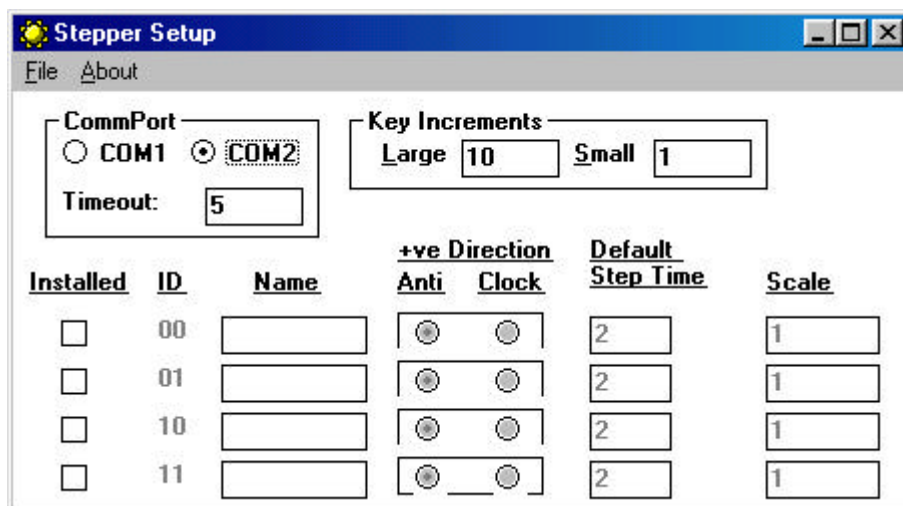 Stepper Setup
File About
CommPort
COM1 COM2
Timeout: 5
Key Increments
Large 10 Small 1
Installed ID Name +ve Direction Anti Clock Default Step Time Scale
00 2 1
01 2 1
10 2 1
11 2 1